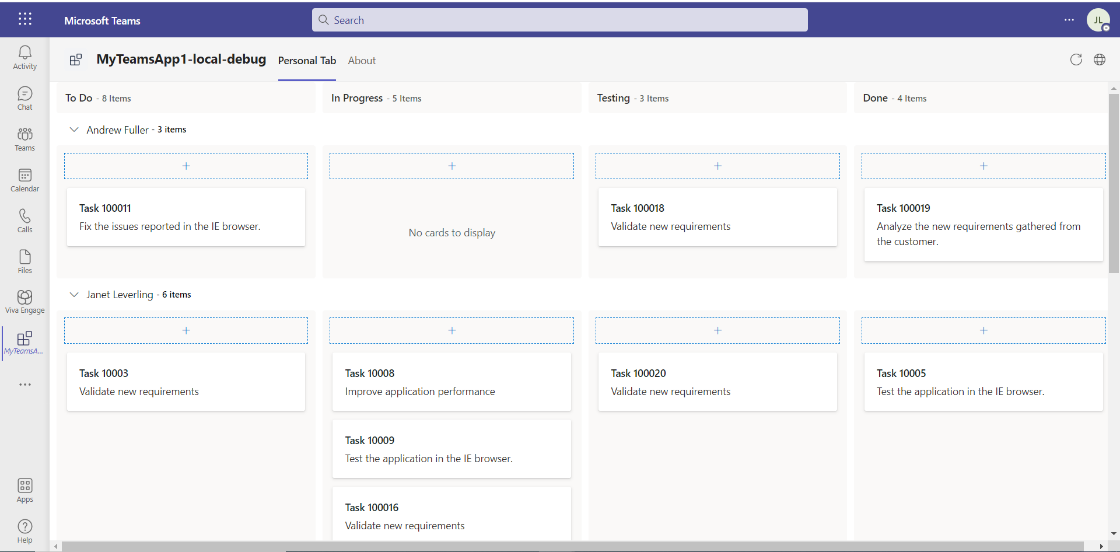 Microsoft Teams
Search
JL
Activity
Chat
Teams
Calendar
Calls
Files
Viva Engage
MyTeamsA...
Apps
Help
MyTeamsApp1-local-debug
Personal Tab
About
To Do - 8 Items
In Progress - 5 Items
Testing - 3 Items
Done - 4 Items
Andrew Fuller - 3 items
+ + + +
Task 100011
Fix the issues reported in the IE browser.
No cards to display
Task 100018
Validate new requirements
Task 100019
Analyze the new requirements gathered from
the customer.
Janet Leverling - 6 items
+ + + +
Task 10003
Validate new requirements
Task 10008
Improve application performance
Task 10009
Test the application in the IE browser.
Task 100016
Validate new requirements
Task 100020
Validate new requirements
Task 10005
Test the application in the IE browser.